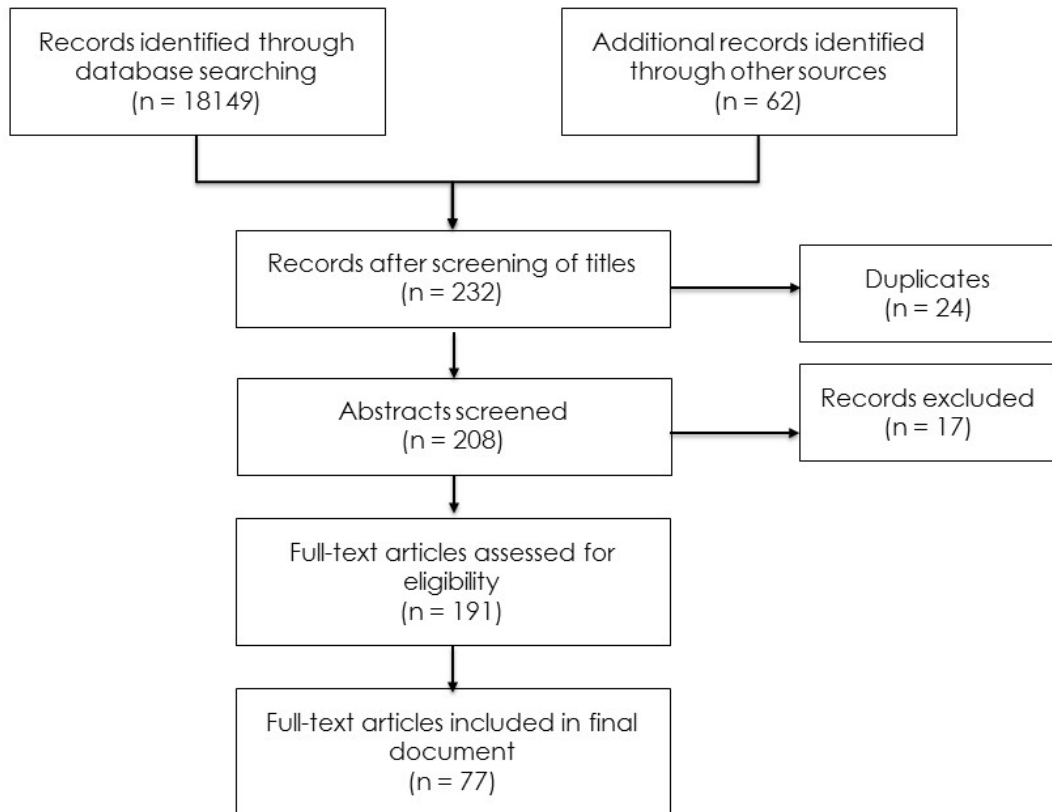 Records identified through
database searching
(n = 18149)
Additional records identified
through other sources
(n = 62)
Records after screening of titles
(n = 232)
Duplicates
(n = 24)
Abstracts screened
(n = 208)
Records excluded
(n = 17)
Full-text articles assessed for
eligibility
(n = 191)
Full-text articles included in final
document
(n = 77)